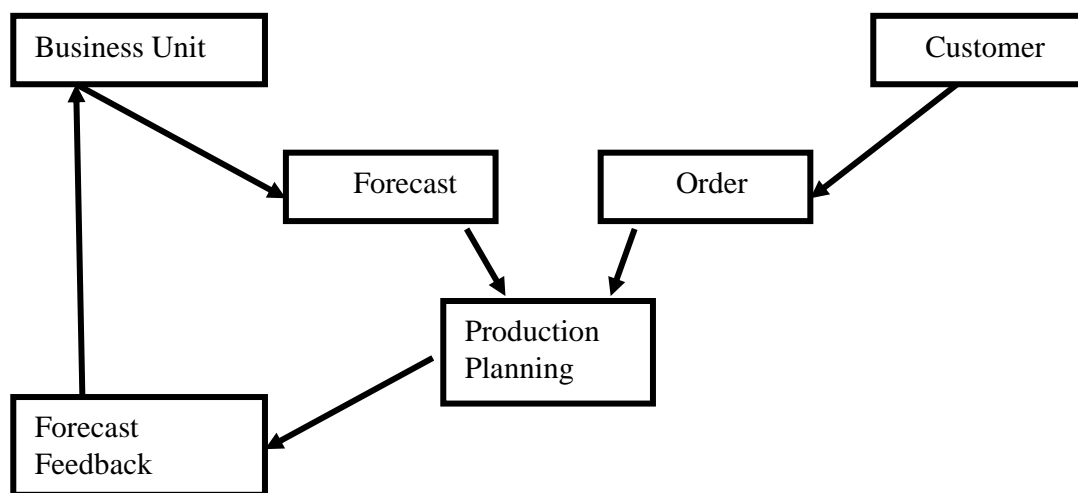 Business Unit
Customer
Forecast
Order
Production
Planning
Forecast
Feedback